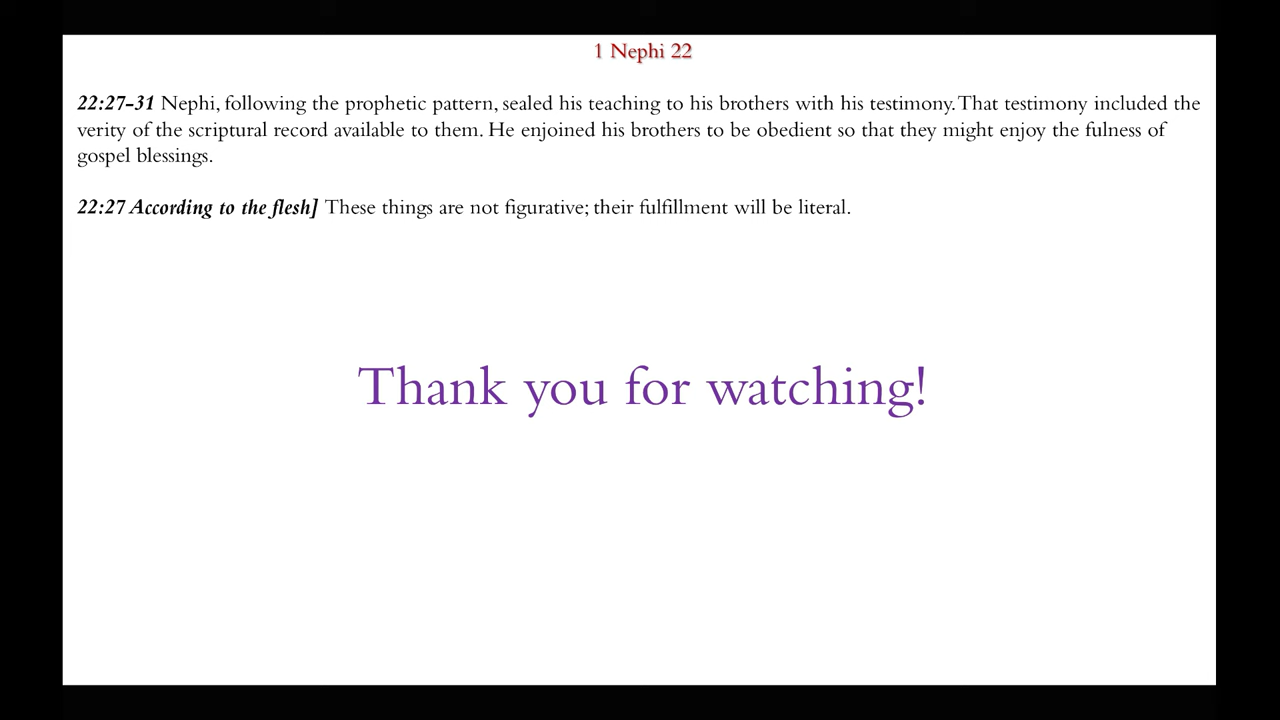 1 Nephi 22
22:27-31 Nephi, following the prophetic pattern, sealed his teaching to his brothers with his testimony. That testimony included the
verity of the scriptural record available to them. He enjoined his brothers to be obedient so that they might enjoy the fulness of
gospel blessings.
22:27 According to the flesh] These things are not figurative; their fulfillment will be literal.
Thank you for watching!